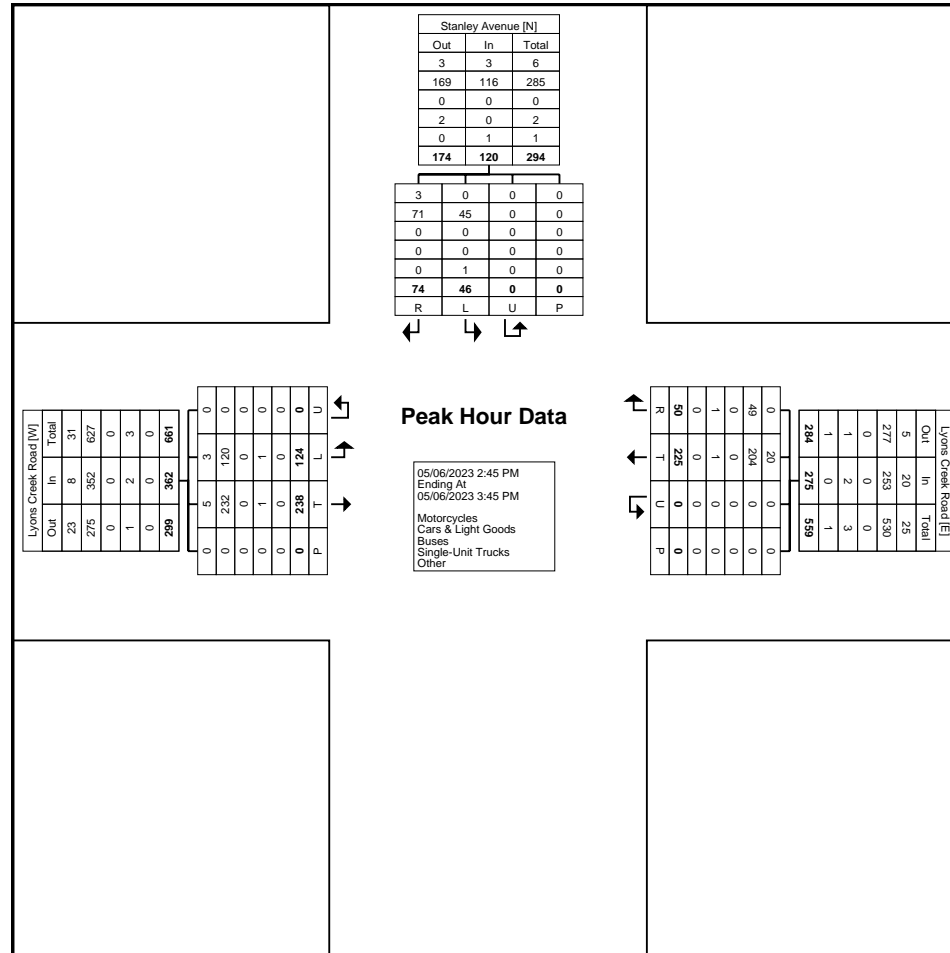 Stanley Avenue [N]
Out In Total
3 3 6
169 116 285
0 0 0
2 0 2
0 1 1
174 120 294
3 0 0 0
71 45 0 0
0 0 0 0
0 0 0 0
0 1 0 0
74 46 0 0
R L U P
Lyons Creek Road [W]
Out In Total
23 8 31
275 352 627
0 0 0
1 2 3
0 0 0
299 362 661
0 5 3 0
0 232 120 0
0 0 0 0
0 1 1 0
0 0 0 0
0 238 124 0
P T L U
Peak Hour Data
05/06/2023 2:45 PM
Ending At
05/06/2023 3:45 PM
Motorcycles
Cars & Light Goods
Buses
Single-Unit Trucks
Other
Lyons Creek Road [E]
Out In Total
5 20 25
277 253 530
0 0 0
1 2 3
1 0 1
284 275 559
0 20 0 0
49 204 0 0
0 0 0 0
1 1 0 0
0 0 0 0
50 225 0 0
R T U P